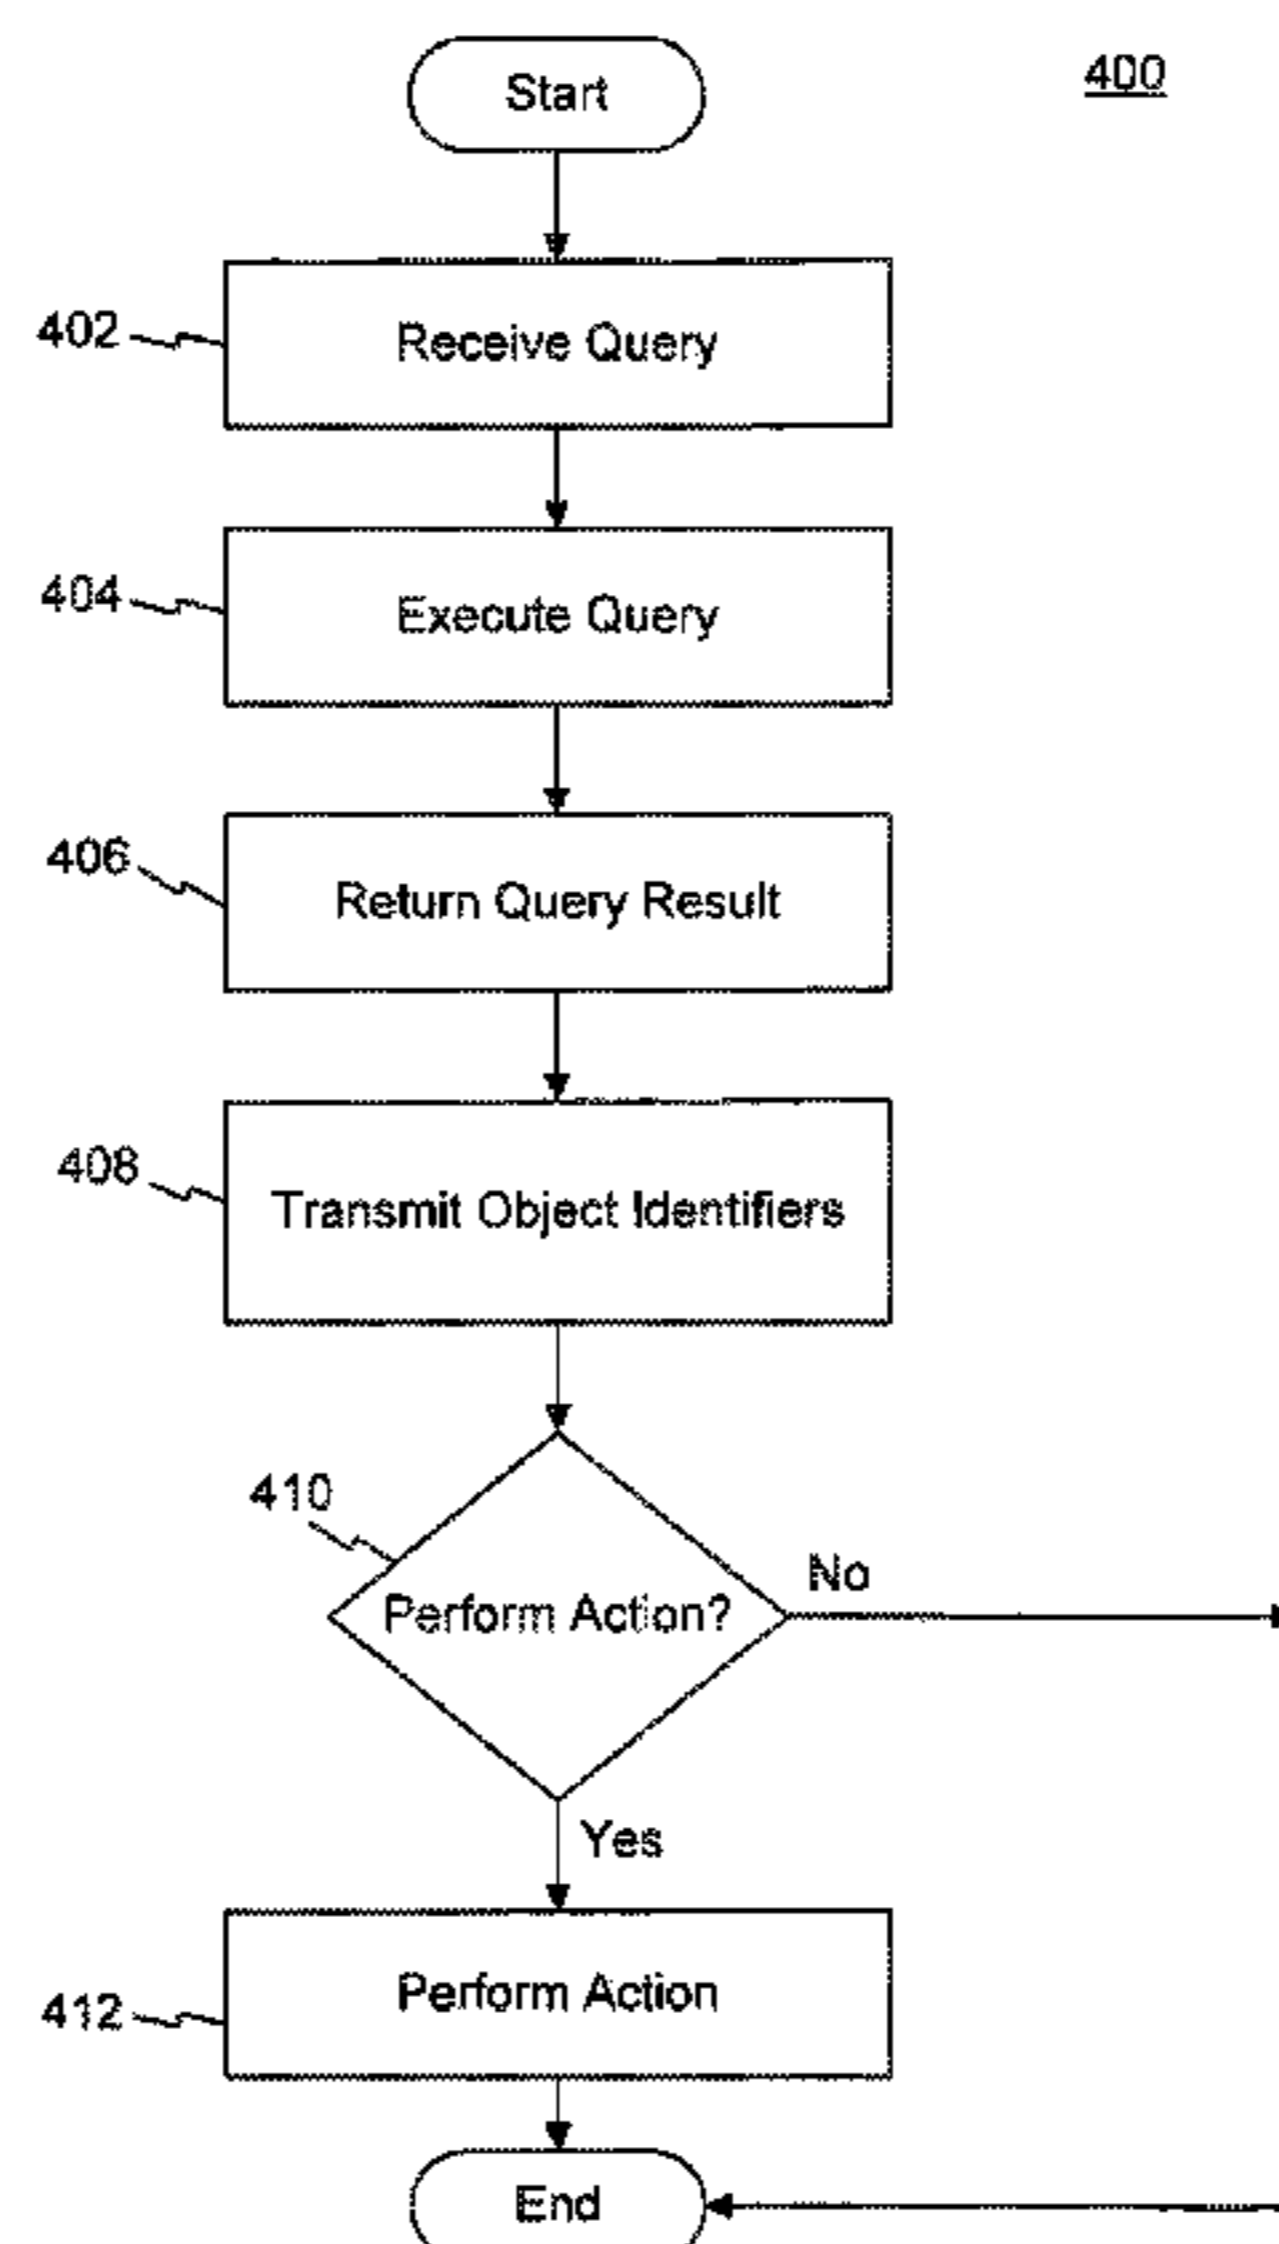 Start
400
402
Receive Query
404
Execute Query
406
Return Query Result
408
Transmit Object Identifiers
410
Perform Action?
No
Yes
412
Perform Action
End